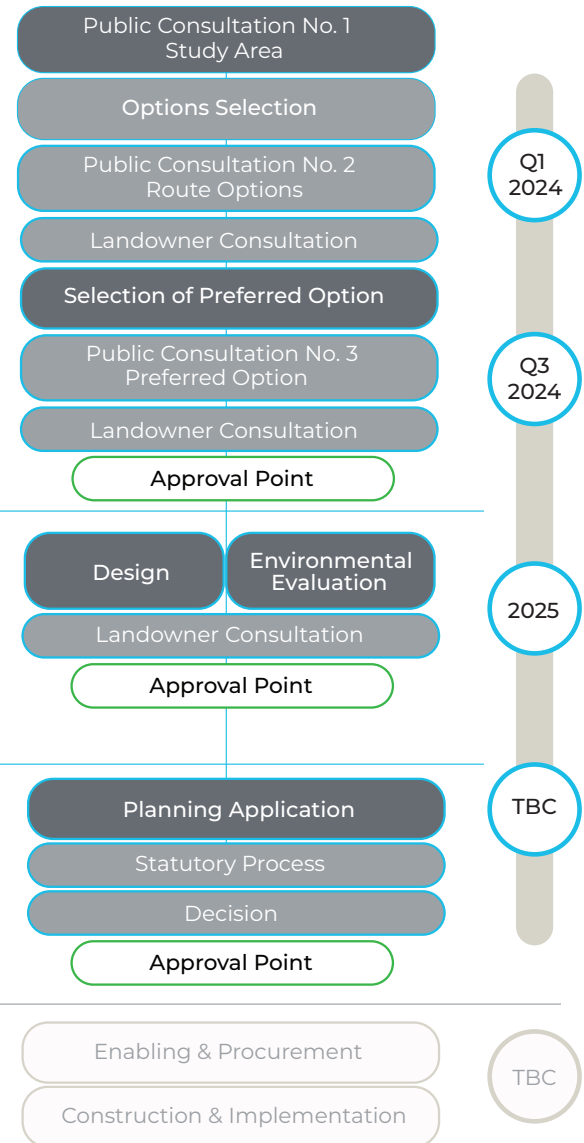 Public Consultation No. 1
Study Area
Options Selection
Public Consultation No. 2
Route Options
Q1
2024
Landowner Consultation
Selection of Preferred Option
Public Consultation No. 3
Preferred Option
Q3
2024
Landowner Consultation
Approval Point
Design
Environmental
Evaluation
2025
Landowner Consultation
Approval Point
Planning Application
TBC
Statutory Process
Decision
Approval Point
Enabling & Procurement
TBC
Construction & Implementation